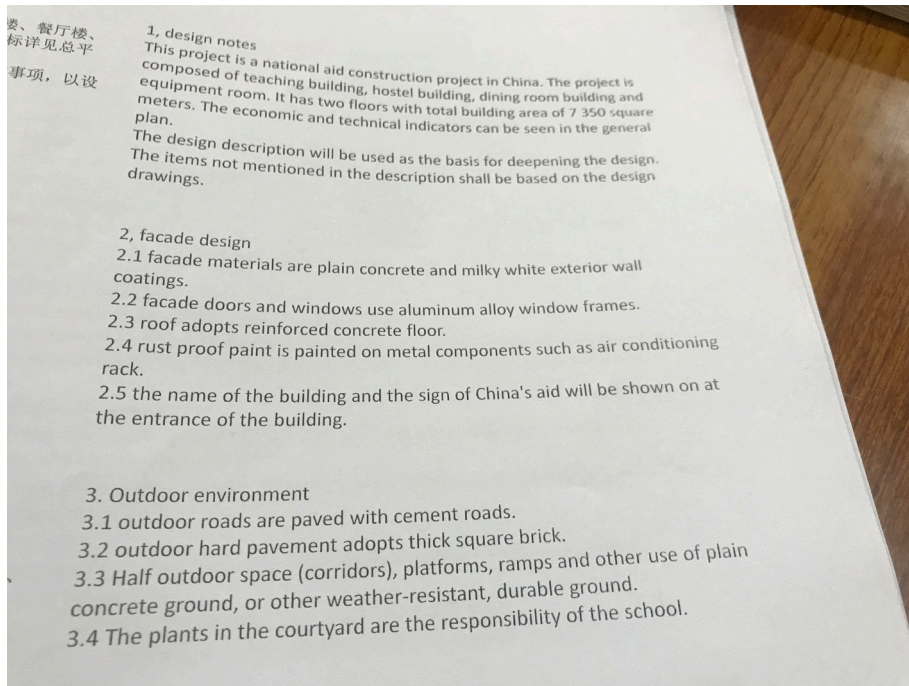 楼、餐厅楼、
标详见总平
事项，以设
1, design notes
This project is a national aid construction project in China. The project is
composed of teaching building, hostel building, dining room building and
equipment room. It has two floors with total building area of 7 350 square
meters. The economic and technical indicators can be seen in the general
plan.
The design description will be used as the basis for deepening the design.
The items not mentioned in the description shall be based on the design
drawings.
2, facade design
2.1 facade materials are plain concrete and milky white exterior wall
coatings.
2.2 facade doors and windows use aluminum alloy window frames.
2.3 roof adopts reinforced concrete floor.
2.4 rust proof paint is painted on metal components such as air conditioning
rack.
2.5 the name of the building and the sign of China's aid will be shown on at
the entrance of the building.
3. Outdoor environment
3.1 outdoor roads are paved with cement roads.
3.2 outdoor hard pavement adopts thick square brick.
3.3 Half outdoor space (corridors), platforms, ramps and other use of plain
concrete ground, or other weather-resistant, durable ground.
3.4 The plants in the courtyard are the responsibility of the school.